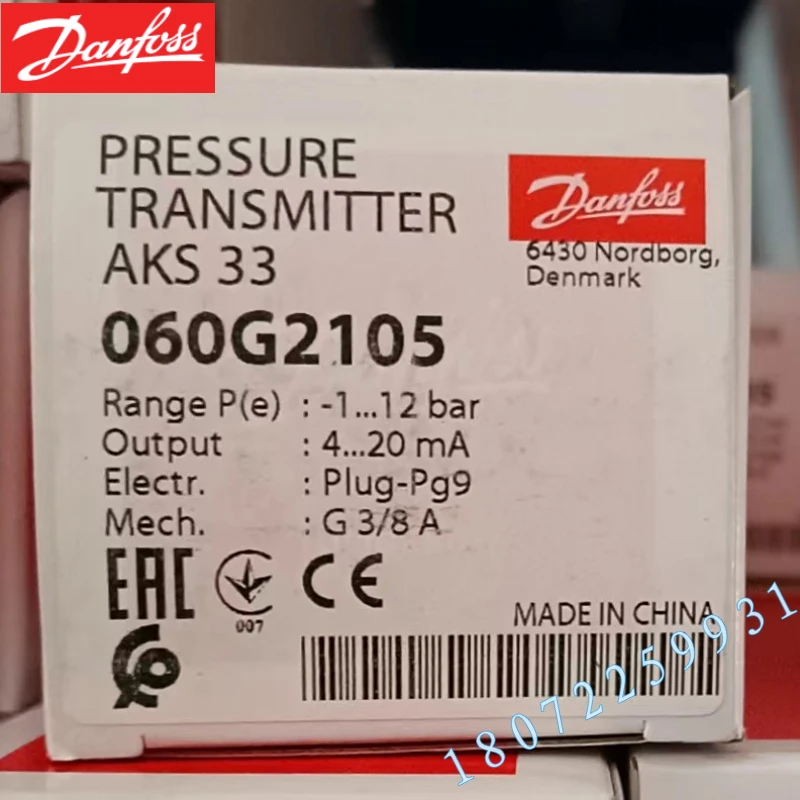 Danfoss
PRESSURE
TRANSMITTER
AKS 33
Danfoss
6430 Nordborg,
Denmark
060G2105
Range P(e) : -1...12 bar
Output : 4...20 mA
Electr. : Plug-Pg9
Mech. : G 3/8 A
EAC
007
CE
MADE IN CHINA
18072259931